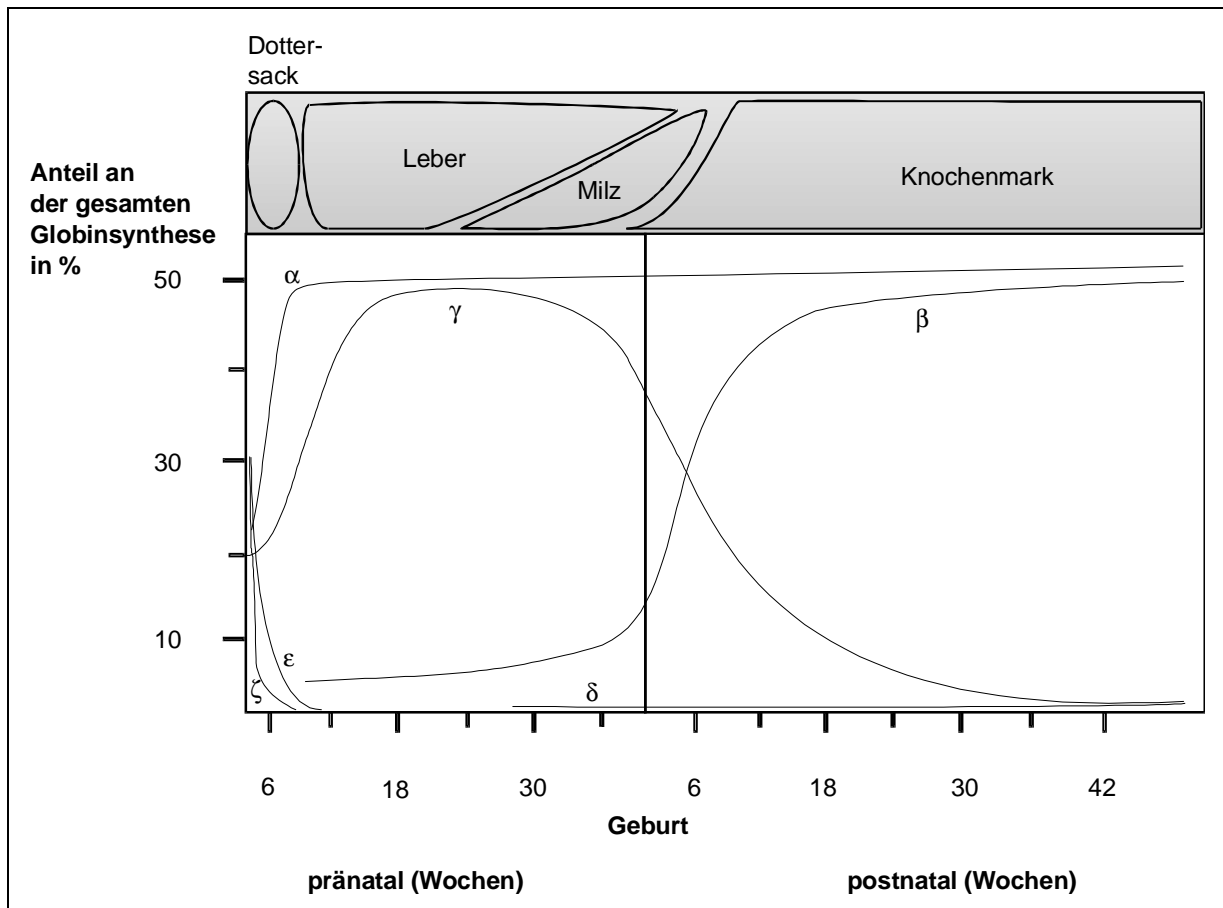 Dotter-
sack
Leber
Milz
Knochenmark
Anteil an
der gesamten
Globinsynthese
in %
50
30
10
α
γ
β
ε
ζ
δ
6
18
30
6
18
30
42
Geburt
pränatal (Wochen)
postnatal (Wochen)